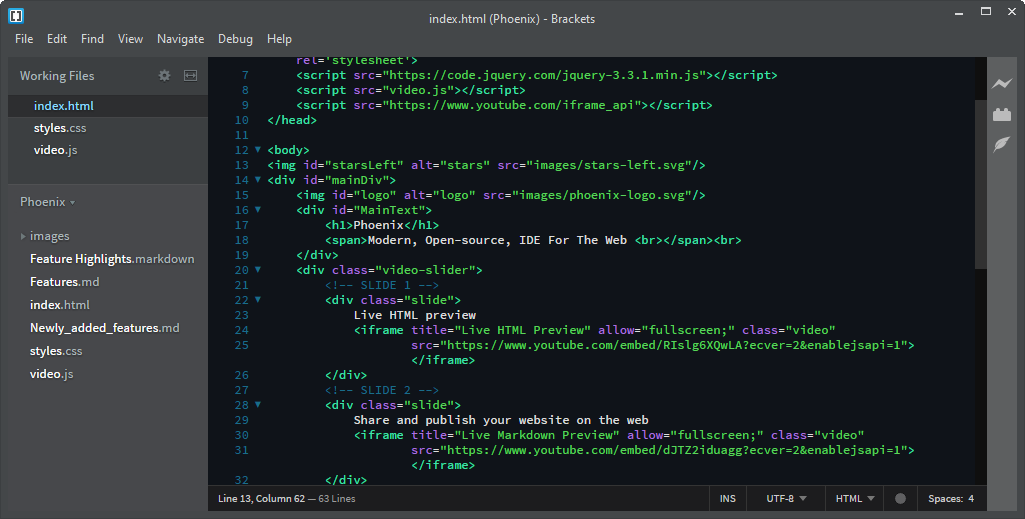 index.html (Phoenix) - Brackets
File Edit Find View Navigate Debug Help
Working Files
index.html
styles.css
video.js
Phoenix
images
Feature Highlights.markdown
Features.md
index.html
Newly_added_features.md
styles.css
video.js
rel='stylesheet'>
7 <script src="https://code.jquery.com/jquery-3.3.1.min.js"></script>
8 <script src="video.js"></script>
9 <script src="https://www.youtube.com/iframe_api"></script>
10 </head>
11
12 <body>
13 <img id="starsLeft" alt="stars" src="images/stars-left.svg"/>
14 <div id="mainDiv">
15 <img id="logo" alt="logo" src="images/phoenix-logo.svg"/>
16 <div id="MainText">
17 <h1>Phoenix</h1>
18 <span>Modern, Open-source, IDE For The Web <br></span><br>
19 </div>
20 <div class="video-slider">
21 <!-- SLIDE 1 -->
22 <div class="slide">
23 Live HTML preview
24 <iframe title="Live HTML Preview" allow="fullscreen;" class="video"
25 src="https://www.youtube.com/embed/RIslg6XQwLA?ecver=2&enablejsapi=1">
</iframe>
26 </div>
27 <!-- SLIDE 2 -->
28 <div class="slide">
29 Share and publish your website on the web
30 <iframe title="Live Markdown Preview" allow="fullscreen;" class="video"
31 src="https://www.youtube.com/embed/dJTZ2iduagg?ecver=2&enablejsapi=1">
</iframe>
32 </div>
Line 13, Column 62 — 63 Lines INS UTF-8 HTML Spaces: 4